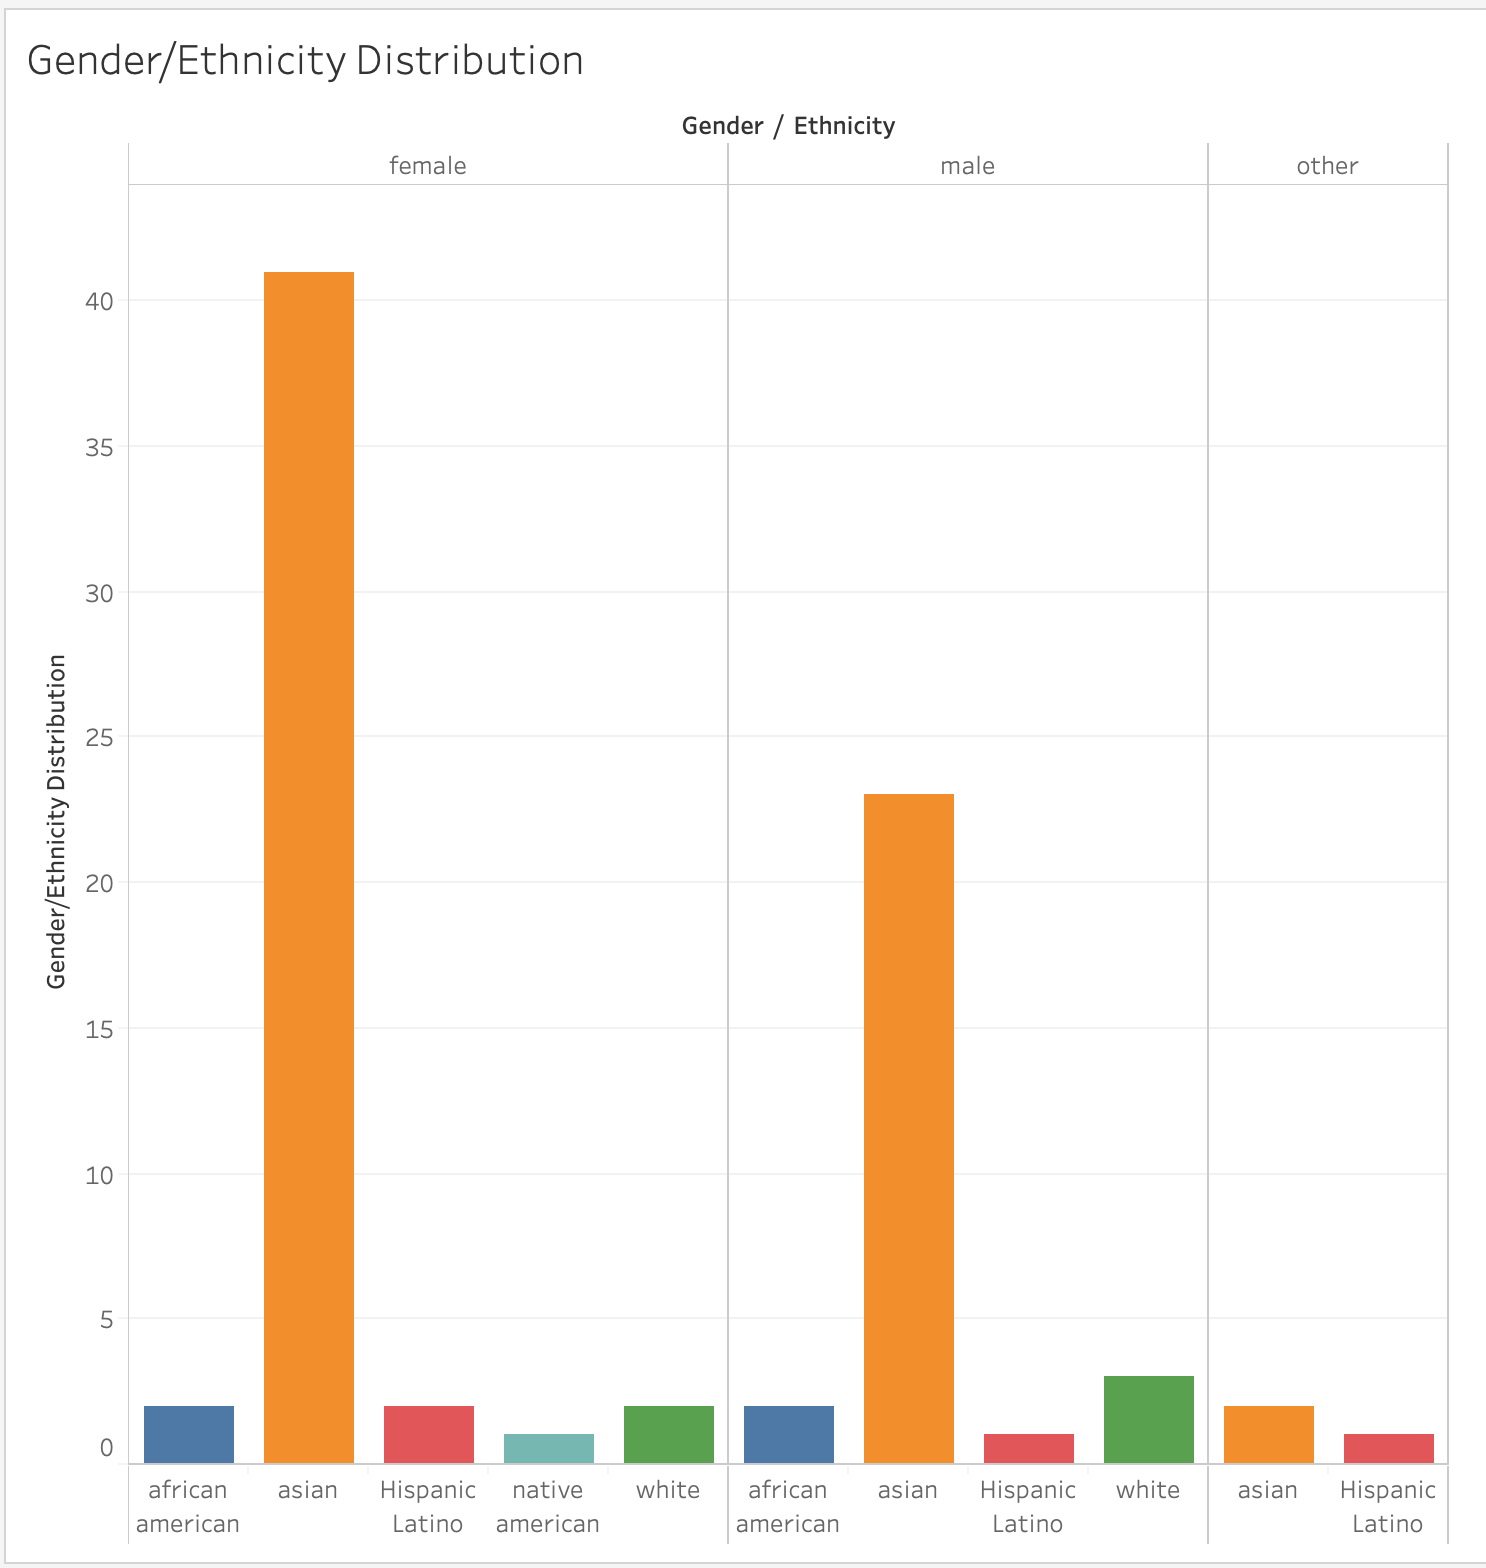 Gender/Ethnicity Distribution
Gender / Ethnicity
female male other
Gender/Ethnicity Distribution
40
35
30
25
20
15
10
5
0
african american
asian
Hispanic Latino
native american
white
african american
asian
Hispanic Latino
white
asian
Hispanic Latino